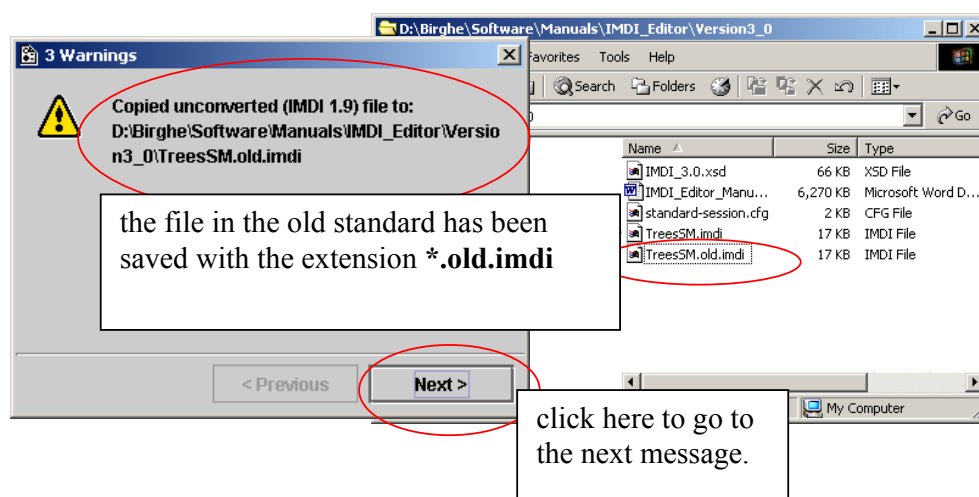 D:\Birghe\Software\Manuals\IMDI_Editor\Version3_0
3 Warnings
Favorites Tools Help
Search Folders
Go
Copied unconverted (IMDI 1.9) file to:
D:\Birghe\Software\Manuals\IMDI_Editor\Versio
n3_0\TreesSM.old.imdi
Name Size Type
IMDI_3.0.xsd 66 KB XSD File
IMDI_Editor_Manu... 6,270 KB Microsoft Word D...
standard-session.cfg 2 KB CFG File
TreesSM.imdi 17 KB IMDI File
TreesSM.old.imdi 17 KB IMDI File
the file in the old standard has been
saved with the extension *.old.imdi
< Previous Next >
My Computer
click here to go to
the next message.